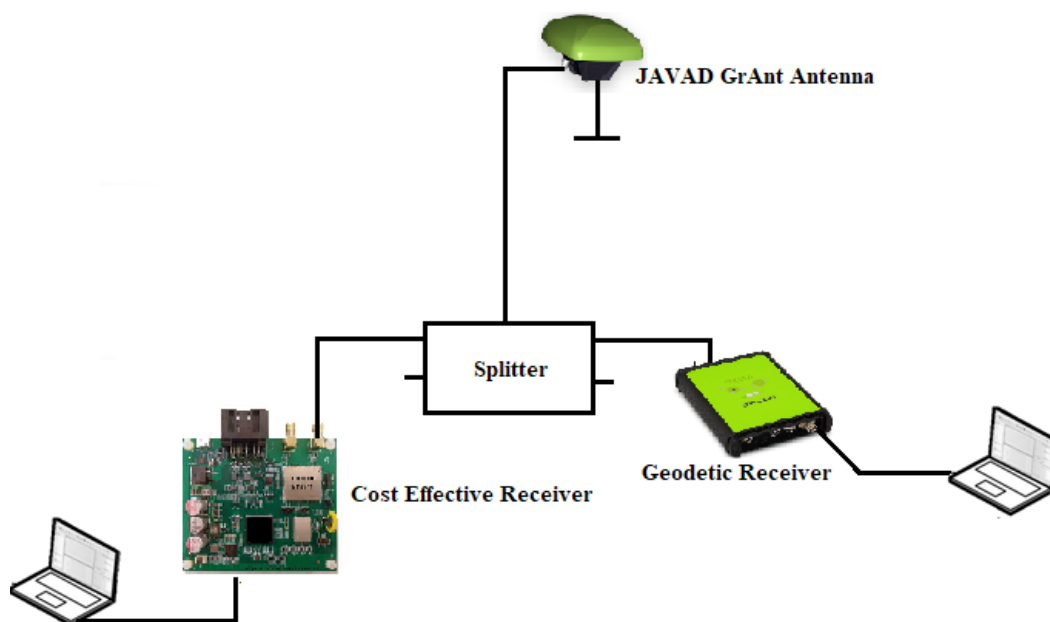 JAVAD GrAnt Antenna
Splitter
Geodetic Receiver
Cost Effective Receiver